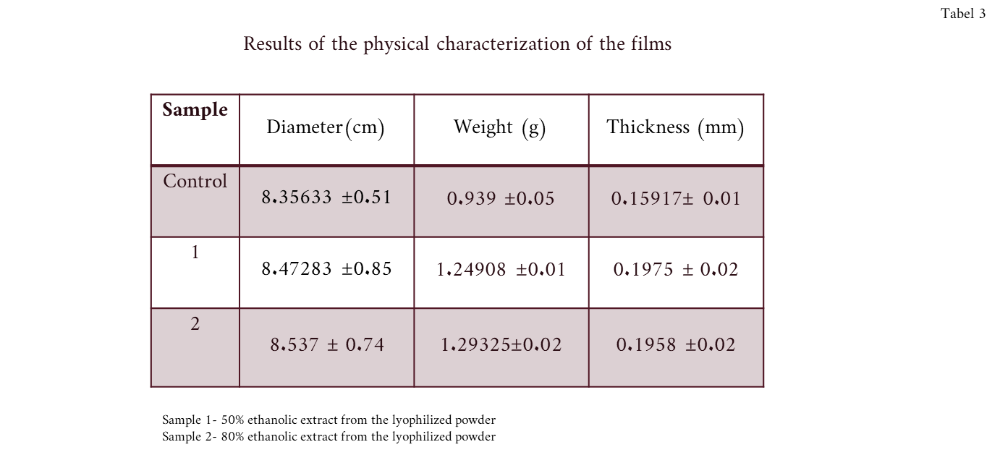 Tabel 3
Results of the physical characterization of the films
Sample Diameter(cm) Weight (g) Thickness (mm)
Control 8.35633 ±0.51 0.939 ±0.05 0.15917± 0.01
1 8.47283 ±0.85 1.24908 ±0.01 0.1975 ± 0.02
2 8.537 ± 0.74 1.29325±0.02 0.1958 ±0.02
Sample 1- 50% ethanolic extract from the lyophilized powder
Sample 2- 80% ethanolic extract from the lyophilized powder